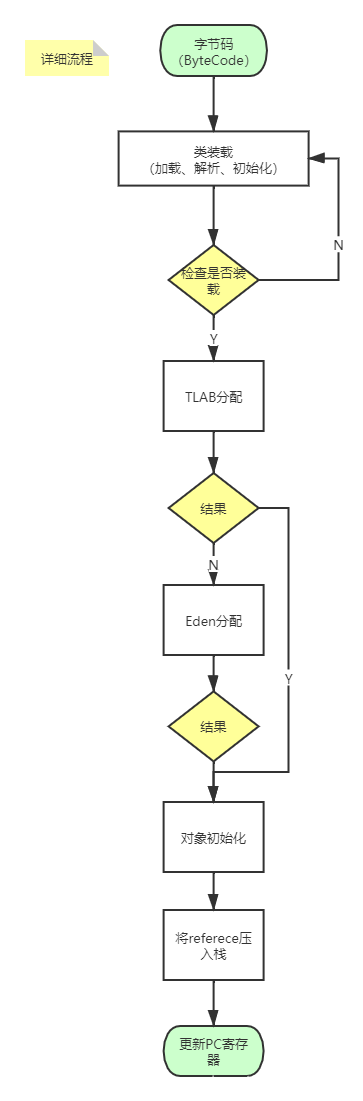 详细流程
字节码
（ByteCode）
类装载
（加载、解析、初始化）
N
检查是否装
载
Y
TLAB分配
结果
N
Eden分配
Y
结果
对象初始化
将referece压
入栈
更新PC寄存
器